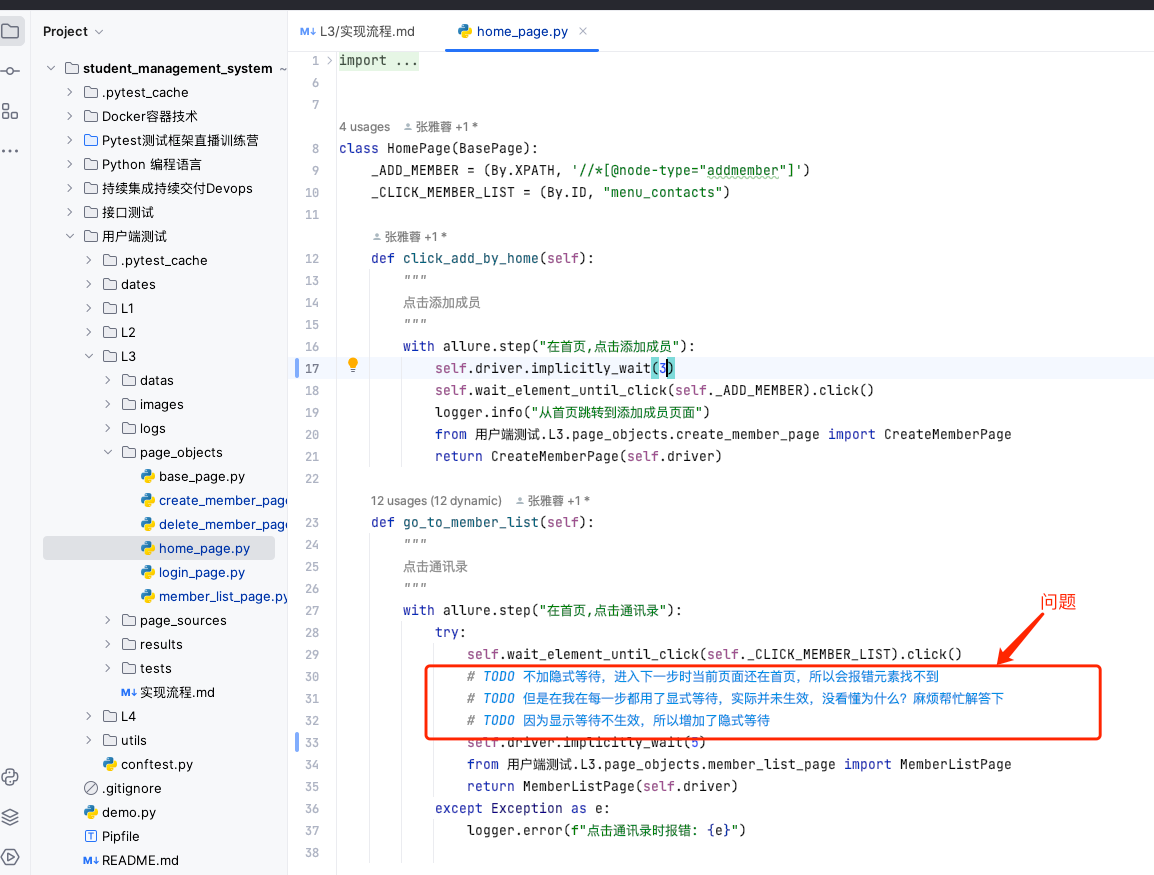 Project
M↓ L3/实现流程.md
home_page.py
student_management_system ~
.pytest_cache
Docker容器技术
Pytest测试框架直播训练营
Python 编程语言
持续集成持续交付Devops
接口测试
用户端测试
.pytest_cache
dates
L1
L2
L3
datas
images
logs
page_objects
base_page.py
create_member_page
delete_member_page
home_page.py
login_page.py
member_list_page.py
page_sources
results
tests
M↓ 实现流程.md
L4
utils
conftest.py
.gitignore
demo.py
Pipfile
M↓ README.md
1 import ...
6
7
4 usages 张雅蓉 +1 *
8 class HomePage(BasePage):
9 _ADD_MEMBER = (By.XPATH, '//*[@node-type="addmember"]')
10 _CLICK_MEMBER_LIST = (By.ID, "menu_contacts")
11
张雅蓉 +1 *
12 def click_add_by_home(self):
13 """
14 点击添加成员
15 """
16 with allure.step("在首页,点击添加成员"):
17 self.driver.implicitly_wait(3)
18 self.wait_element_until_click(self._ADD_MEMBER).click()
19 logger.info("从首页跳转到添加成员页面")
20 from 用户端测试.L3.page_objects.create_member_page import CreateMemberPage
21 return CreateMemberPage(self.driver)
22
12 usages (12 dynamic) 张雅蓉 +1 *
23 def go_to_member_list(self):
24 """
25 点击通讯录
26 """
27 with allure.step("在首页,点击通讯录"):
问题
28 try:
29 self.wait_element_until_click(self._CLICK_MEMBER_LIST).click()
30 # TODO 不加隐式等待，进入下一步时当前页面还在首页，所以会报错元素找不到
31 # TODO 但是在我在每一步都用了显式等待，实际并未生效，没看懂为什么？麻烦帮忙解答下
32 # TODO 因为显示等待不生效，所以增加了隐式等待
33 self.driver.implicitly_wait(5)
34 from 用户端测试.L3.page_objects.member_list_page import MemberListPage
35 return MemberListPage(self.driver)
36 except Exception as e:
37 logger.error(f"点击通讯录时报错: {e}")
38